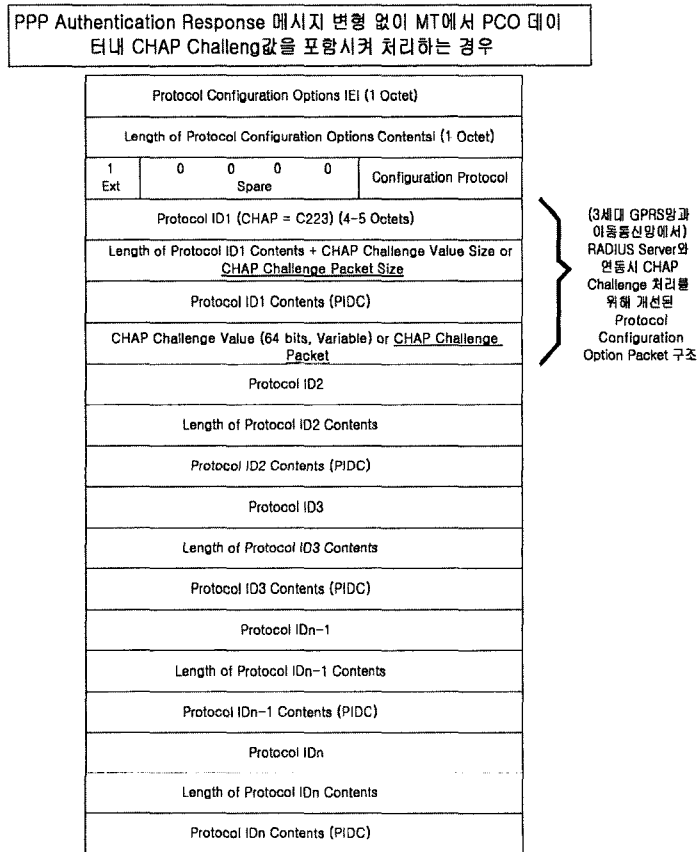 PPP Authentication Response 메시지 변형 없이 MT에서 PCO 데이
터내 CHAP Challeng값을 포함시켜 처리하는 경우
Protocol Configuration Options IEI (1 Octet)
Length of Protocol Configuration Options Contentsl (1 Octet)
1 0 0 0 0
Ext Spare Configuration Protocol
Protocol ID1 (CHAP = C223) (4-5 Octets)
Length of Protocol ID1 Contents + CHAP Challenge Value Size or
CHAP Challenge Packet Size
Protocol ID1 Contents (PIDC)
CHAP Challenge Value (64 bits, Variable) or CHAP Challenge
Packet
Protocol ID2
Length of Protocol ID2 Contents
Protocol ID2 Contents (PIDC)
Protocol ID3
Length of Protocol ID3 Contents
Protocol ID3 Contents (PIDC)
Protocol IDn-1
Length of Protocol IDn-1 Contents
Protocol IDn-1 Contents (PIDC)
Protocol IDn
Length of Protocol IDn Contents
Protocol IDn Contents (PIDC)
(3세대 GPRS망과
이동통신망에서)
RADIUS Server와
연동시 CHAP
Challenge 처리를
위해 개선된
Protocol
Configuration
Option Packet 구조